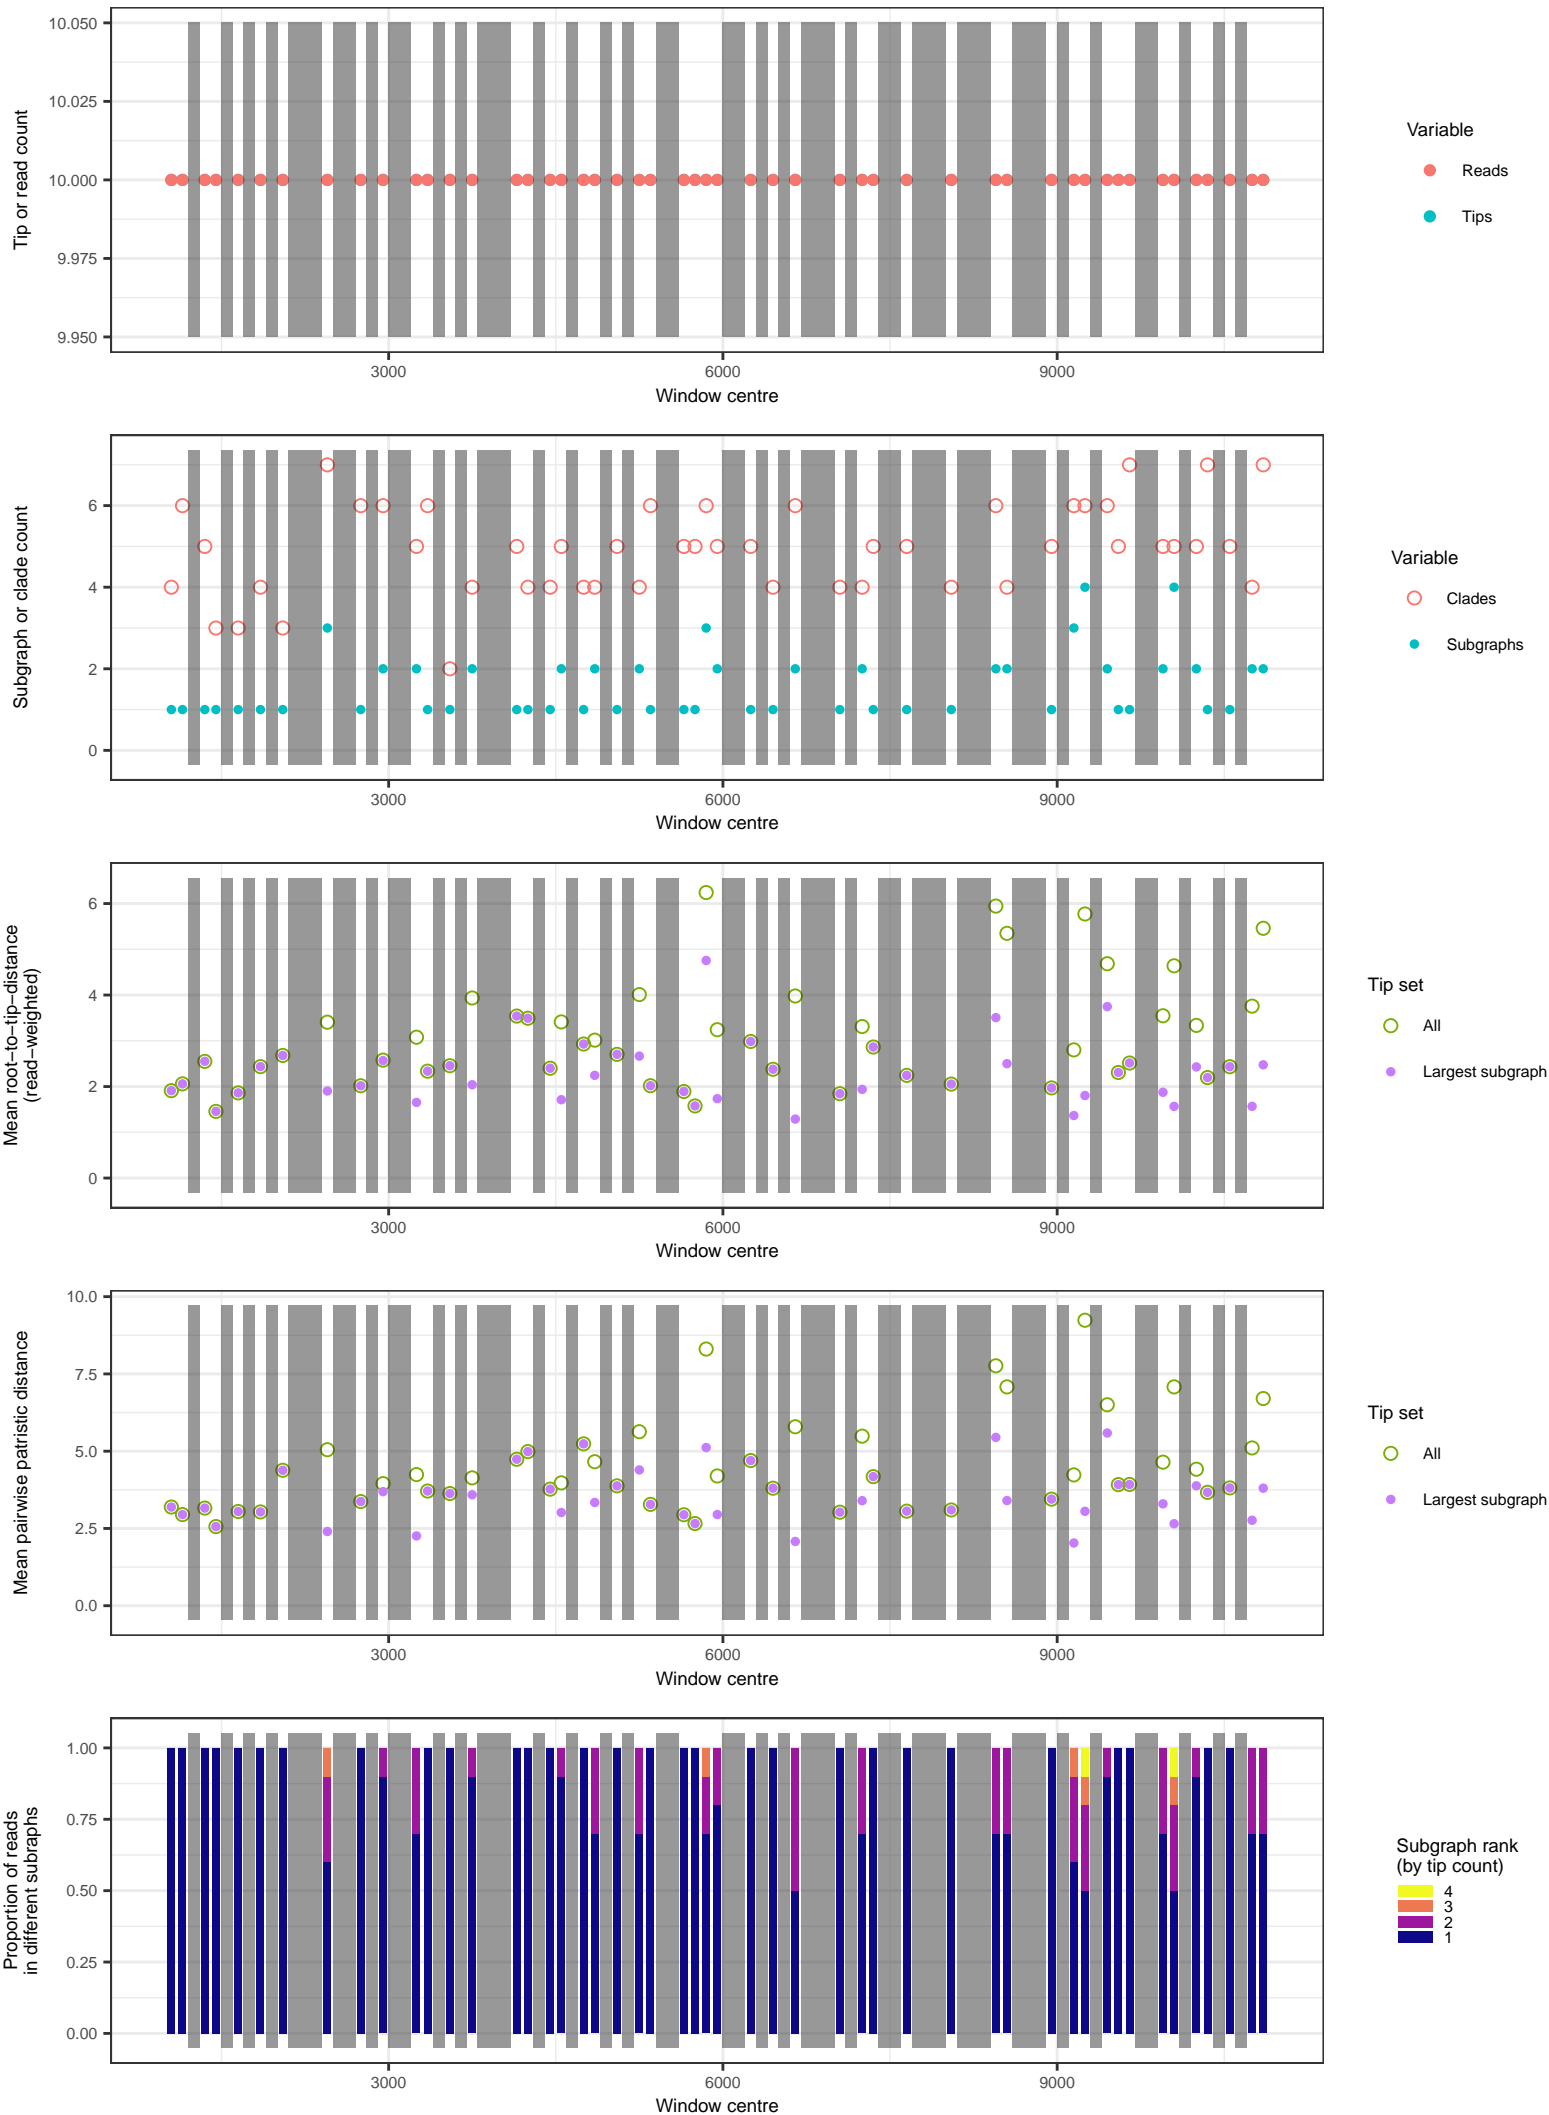 10.050
10.025
10.000
9.975
9.950
Tip or read count
3000
6000
9000
Window centre
Variable
Reads
Tips
6
4
2
0
Subgraph or clade count
3000
6000
9000
Window centre
Variable
Clades
Subgraphs
6
4
2
0
Mean root−to−tip−distance
(read−weighted)
3000
6000
9000
Window centre
Tip set
All
Largest subgraph
10.0
7.5
5.0
2.5
0.0
Mean pairwise patristic distance
3000
6000
9000
Window centre
Tip set
All
Largest subgraph
1.00
0.75
0.50
0.25
0.00
Proportion of reads
in different subraphs
3000
6000
9000
Window centre
Subgraph rank
(by tip count)
4
3
2
1